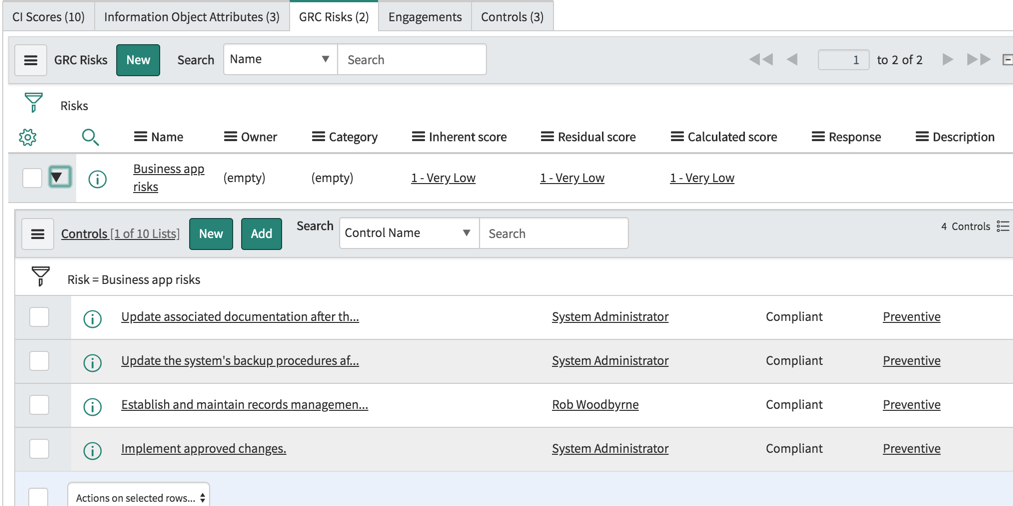 CI Scores (10) Information Object Attributes (3) GRC Risks (2) Engagements Controls (3)
GRC Risks New Search Name Search 1 to 2 of 2
Risks
Name Owner Category Inherent score Residual score Calculated score Response Description
Business app
risks
(empty) (empty) 1 - Very Low 1 - Very Low 1 - Very Low
Controls [1 of 10 Lists] New Add Search Control Name Search 4 Controls
Risk = Business app risks
Update associated documentation after th... System Administrator Compliant Preventive
Update the system's backup procedures af... System Administrator Compliant Preventive
Establish and maintain records managemen... Rob Woodbyrne Compliant Preventive
Implement approved changes. System Administrator Compliant Preventive
Actions on selected rows...